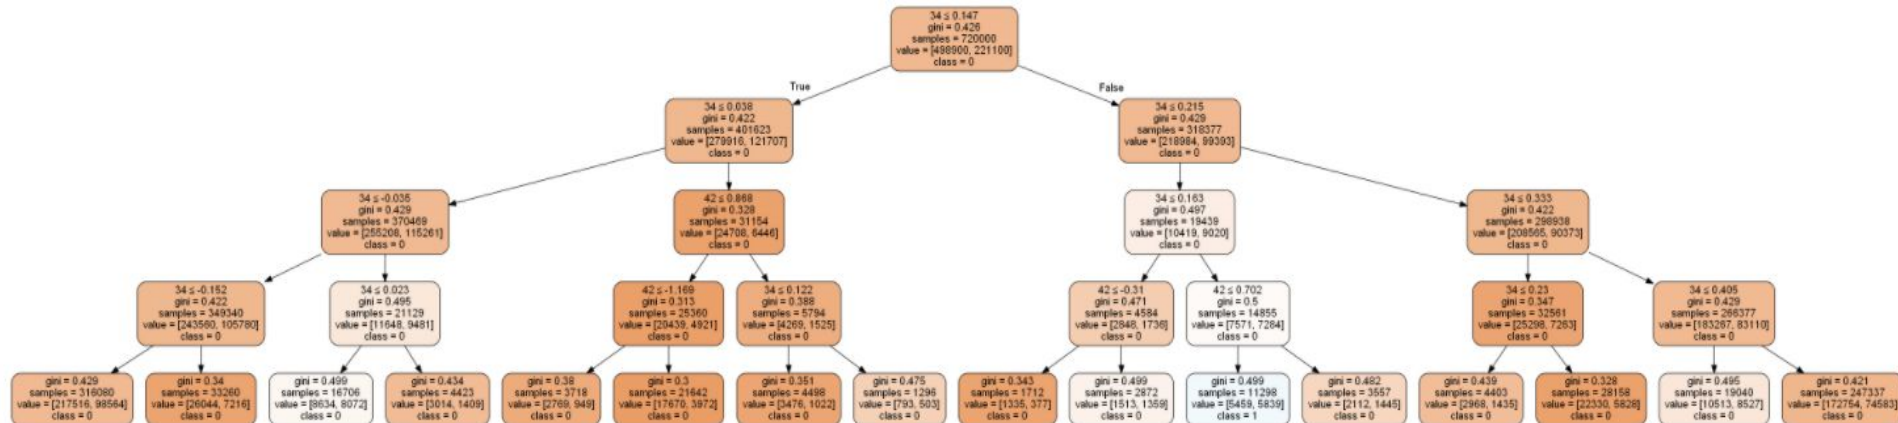 34 ≤ 0.147
gini = 0.426
samples = 720000
value = [498900, 221100]
class = 0
True
False
34 ≤ 0.038
gini = 0.422
samples = 401623
value = [279916, 121707]
class = 0
34 ≤ 0.215
gini = 0.429
samples = 318377
value = [218984, 99393]
class = 0
34 ≤ -0.035
gini = 0.429
samples = 370469
value = [255208, 115261]
class = 0
42 ≤ 0.868
gini = 0.328
samples = 31154
value = [24708, 6446]
class = 0
34 ≤ 0.163
gini = 0.497
samples = 19439
value = [10419, 9020]
class = 0
34 ≤ 0.333
gini = 0.422
samples = 298938
value = [208565, 90373]
class = 0
34 ≤ -0.152
gini = 0.422
samples = 349340
value = [243560, 105780]
class = 0
34 ≤ 0.023
gini = 0.495
samples = 21129
value = [11648, 9481]
class = 0
42 ≤ -1.169
gini = 0.313
samples = 25360
value = [20439, 4921]
class = 0
34 ≤ 0.122
gini = 0.388
samples = 5794
value = [4269, 1525]
class = 0
42 ≤ -0.31
gini = 0.471
samples = 4584
value = [2848, 1736]
class = 0
42 ≤ 0.702
gini = 0.5
samples = 14855
value = [7571, 7284]
class = 0
34 ≤ 0.23
gini = 0.347
samples = 32561
value = [25298, 7263]
class = 0
34 ≤ 0.405
gini = 0.429
samples = 266377
value = [183267, 83110]
class = 0
gini = 0.429
samples = 316080
value = [217516, 98564]
class = 0
gini = 0.34
samples = 33260
value = [26044, 7216]
class = 0
gini = 0.499
samples = 16706
value = [8634, 8072]
class = 0
gini = 0.434
samples = 4423
value = [3014, 1409]
class = 0
gini = 0.38
samples = 3718
value = [2769, 949]
class = 0
gini = 0.3
samples = 21642
value = [17670, 3972]
class = 0
gini = 0.351
samples = 4498
value = [3476, 1022]
class = 0
gini = 0.475
samples = 1296
value = [793, 503]
class = 0
gini = 0.343
samples = 1712
value = [1335, 377]
class = 0
gini = 0.499
samples = 2872
value = [1513, 1359]
class = 0
gini = 0.499
samples = 11298
value = [5459, 5839]
class = 1
gini = 0.482
samples = 3557
value = [2112, 1445]
class = 0
gini = 0.439
samples = 4403
value = [2968, 1435]
class = 0
gini = 0.328
samples = 28158
value = [22330, 5828]
class = 0
gini = 0.495
samples = 19040
value = [10513, 8527]
class = 0
gini = 0.421
samples = 247337
value = [172754, 74583]
class = 0